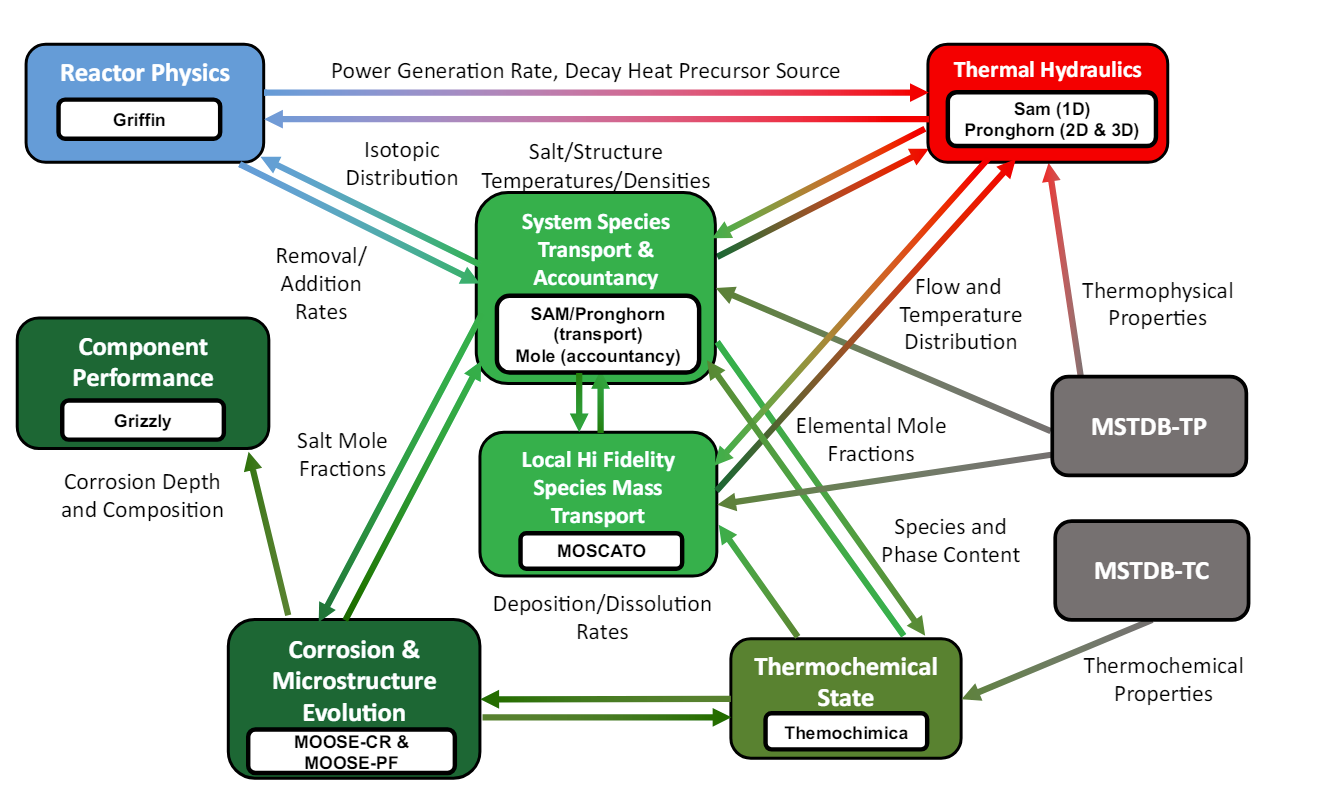 Reactor Physics
Griffin
Power Generation Rate, Decay Heat Precursor Source
Thermal Hydraulics
Sam (1D)
Pronghorn (2D & 3D)
Isotopic
Distribution
Salt/Structure
Temperatures/Densities
System Species
Transport &
Accountancy
SAM/Pronghorn
(transport)
Mole (accountancy)
Removal/
Addition
Rates
Flow and
Temperature
Distribution
Thermophysical
Properties
Component
Performance
Grizzly
MSTDB-TP
Salt Mole
Fractions
Elemental Mole
Fractions
Local Hi Fidelity
Species Mass
Transport
MOSCATO
Corrosion Depth
and Composition
Species and
Phase Content
MSTDB-TC
Deposition/Dissolution
Rates
Corrosion &
Microstructure
Evolution
MOOSE-CR &
MOOSE-PF
Thermochemical
State
Themochimica
Thermochemical
Properties